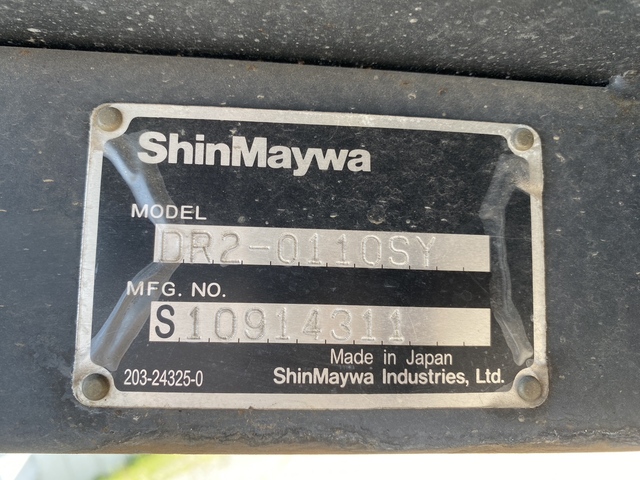 ShinMaywa
MODEL
DR2-0110SY
MFG. NO.
S10914311
Made in Japan
203-24325-0 ShinMaywa Industries, Ltd.